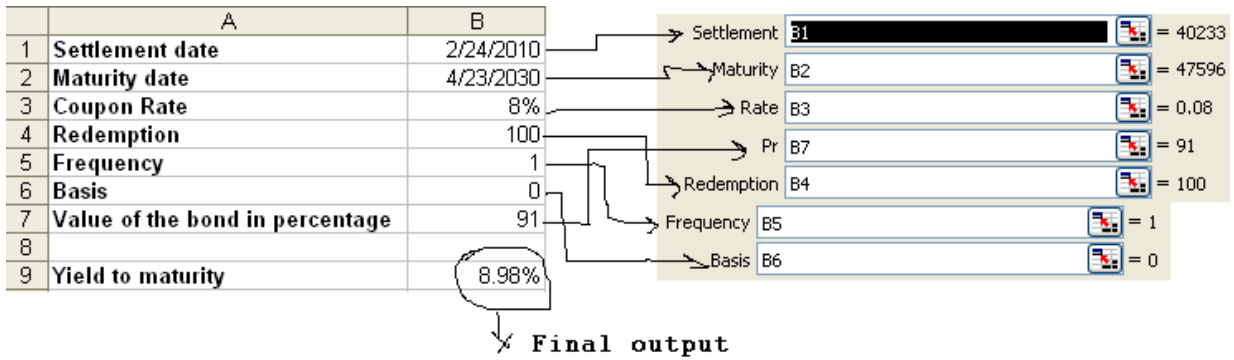 A B
1 Settlement date 2/24/2010
2 Maturity date 4/23/2030
3 Coupon Rate 8%
4 Redemption 100
5 Frequency 1
6 Basis 0
7 Value of the bond in percentage 91
8
9 Yield to maturity 8.98%
Settlement B1 = 40233
Maturity B2 = 47596
Rate B3 = 0.08
Pr B7 = 91
Redemption B4 = 100
Frequency B5 = 1
Basis B6 = 0
Final output